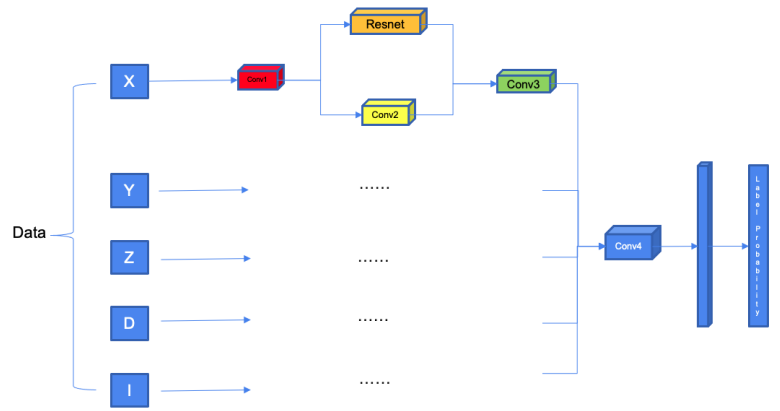 Resnet
X
Conv1
Conv3
Conv2
Y
......
Data
Z
......
Conv4
D
......
I
......
Label Probability